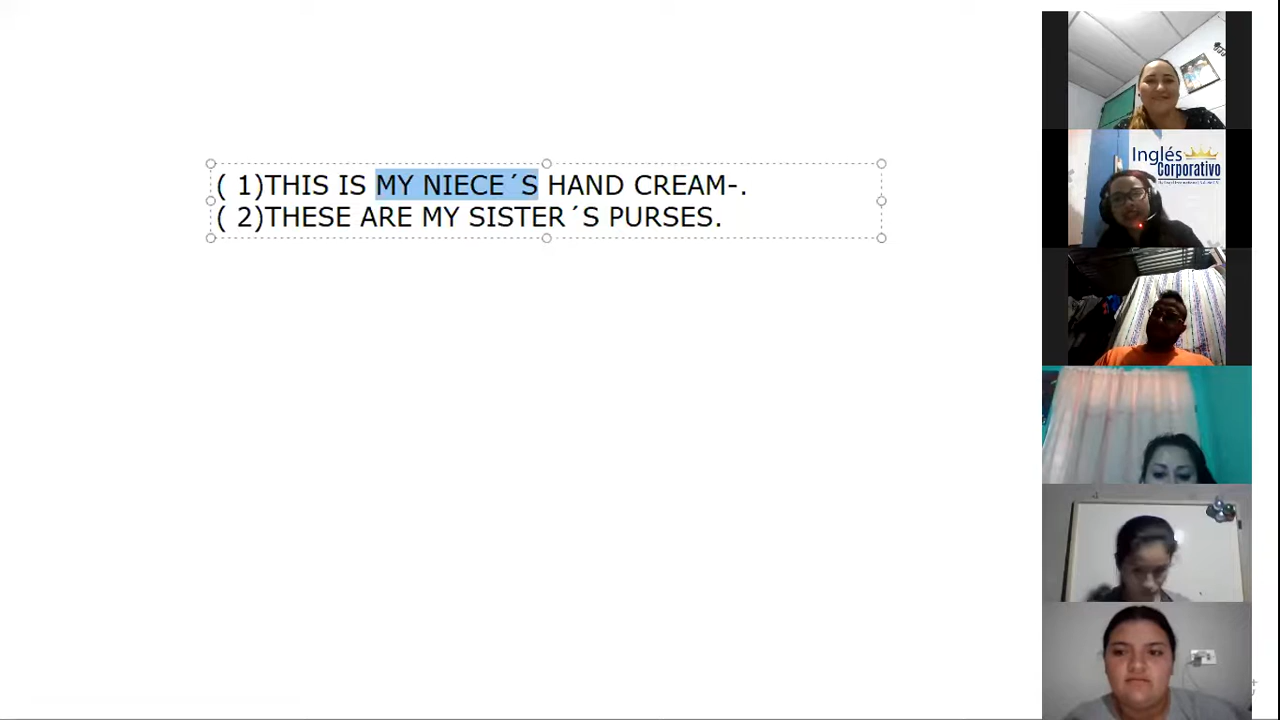 ( 1)THIS IS MY NIECE´S HAND CREAM-.
( 2)THESE ARE MY SISTER´S PURSES.
Inglés
Corporativo